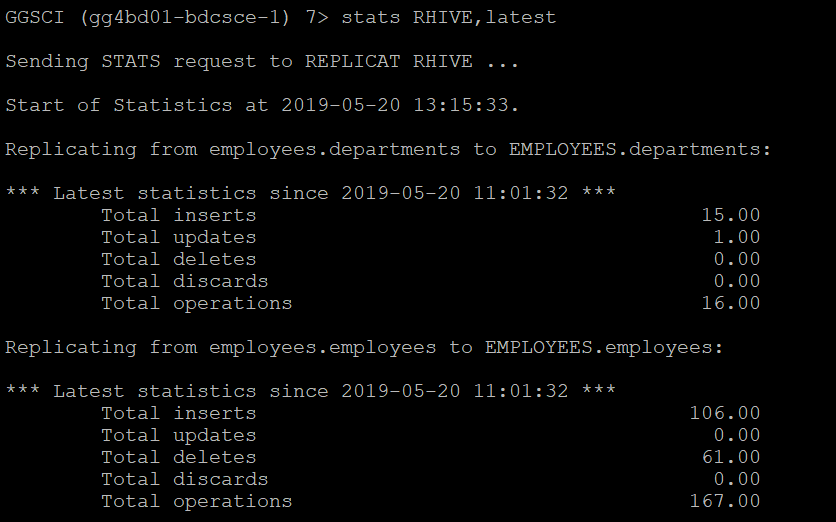 GGSCI (gg4bd01-bdcsce-1) 7> stats RHIVE,latest
Sending STATS request to REPLICAT RHIVE ...
Start of Statistics at 2019-05-20 13:15:33.
Replicating from employees.departments to EMPLOYEES.departments:
*** Latest statistics since 2019-05-20 11:01:32 ***
Total inserts 15.00
Total updates 1.00
Total deletes 0.00
Total discards 0.00
Total operations 16.00
Replicating from employees.employees to EMPLOYEES.employees:
*** Latest statistics since 2019-05-20 11:01:32 ***
Total inserts 106.00
Total updates 0.00
Total deletes 61.00
Total discards 0.00
Total operations 167.00